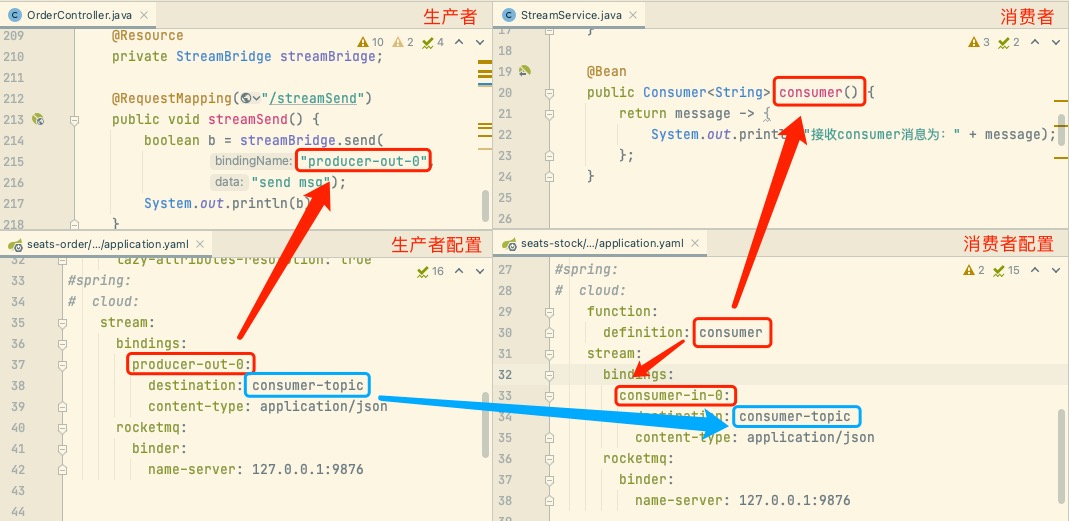 OrderController.java
生产者
209 @Resource
10 2 4
210 private StreamBridge streamBridge;
211
212 @RequestMapping("/streamSend")
213 public void streamSend() {
214 boolean b = streamBridge.send(
215 bindingName: "producer-out-0",
216 data: "send msg");
217 System.out.println(b
218 }
StreamService.java
消费者
17 }
3 2
18
19 @Bean
20 public Consumer<String> consumer() {
21 return message -> {
22 System.out.println("接收consumer消息为：" + message);
23 };
24 }
25
26
seats-order/.../application.yaml
生产者配置
32 lazy-attributes-resolution: true
16
33 #spring:
34 # cloud:
35 stream:
36 bindings:
37 producer-out-0:
38 destination: consumer-topic
39 content-type: application/json
40 rocketmq:
41 binder:
42 name-server: 127.0.0.1:9876
43
44
seats-stock/.../application.yaml
消费者配置
27 #spring:
2 15
28 # cloud:
29 function:
30 definition: consumer
31 stream:
32 bindings:
33 consumer-in-0:
34 destination: consumer-topic
35 content-type: application/json
36 rocketmq:
37 binder:
38 name-server: 127.0.0.1:9876
39